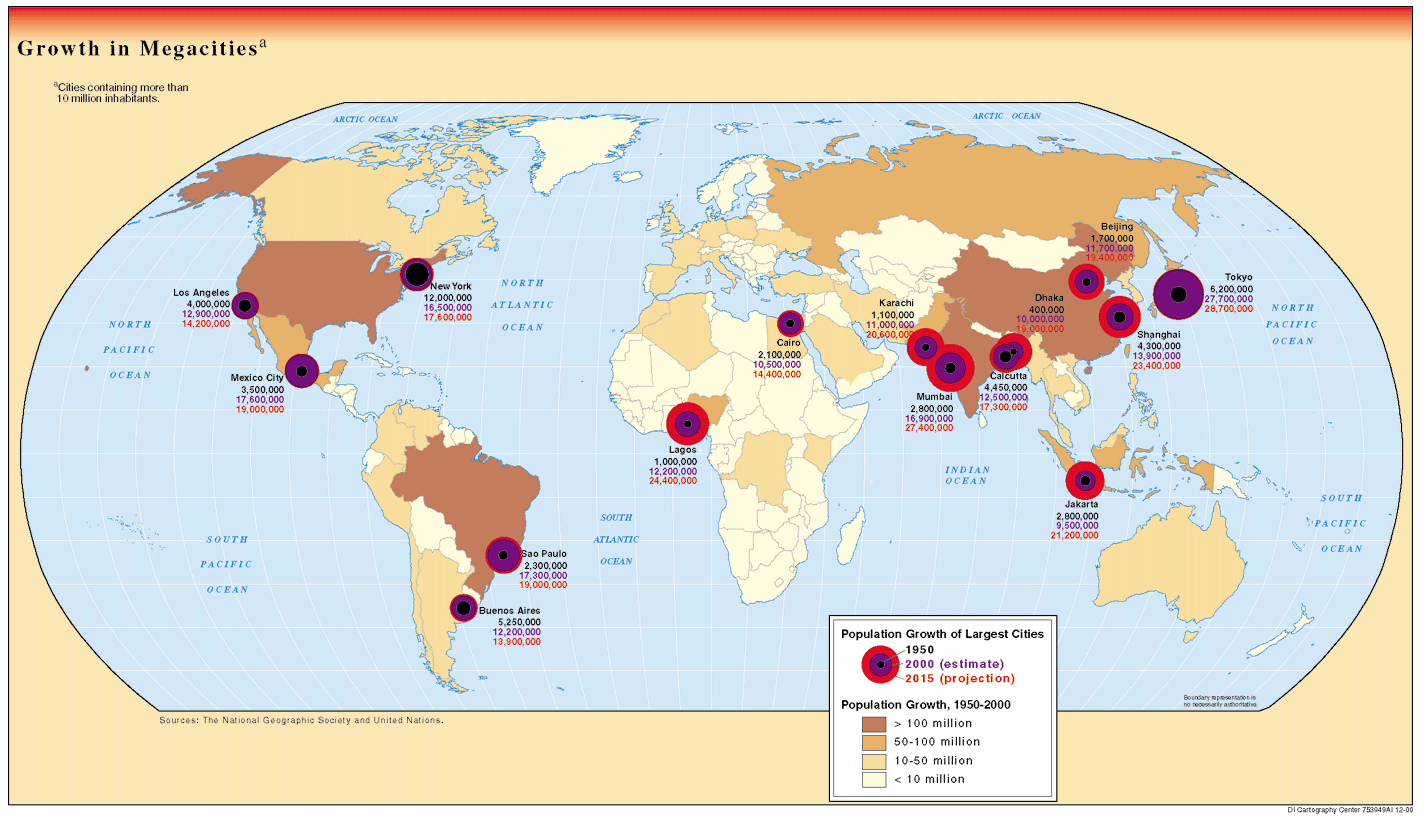 Growth in Megacitiesa
aCities containing more than
10 million inhabitants.
ARCTIC OCEAN
ARCTIC OCEAN
Beijing
1,700,000
11,700,000
19,400,000
Tokyo
6,200,000
27,700,000
28,700,000
New York
12,000,000
16,500,000
17,600,000
NORTH
ATLANTIC
OCEAN
Los Angeles
4,000,000
12,900,000
14,200,000
NORTH
PACIFIC
OCEAN
Karachi
1,100,000
11,000,000
20,600,000
Dhaka
400,000
10,000,000
19,000,000
NORTH
PACIFIC
OCEAN
Shanghai
4,300,000
13,900,000
23,400,000
Cairo
2,100,000
10,500,000
14,400,000
Mexico City
3,500,000
17,600,000
19,000,000
Calcutta
4,450,000
12,500,000
17,300,000
Mumbai
2,800,000
16,900,000
27,400,000
Lagos
1,000,000
12,200,000
24,400,000
INDIAN
OCEAN
Jakarta
2,800,000
9,500,000
21,200,000
SOUTH
PACIFIC
OCEAN
SOUTH
ATLANTIC
OCEAN
SOUTH
PACIFIC
OCEAN
Sao Paulo
2,300,000
17,300,000
19,000,000
Buenos Aires
5,250,000
12,200,000
13,900,000
Population Growth of Largest Cities
1950
2000 (estimate)
2015 (projection)
Population Growth, 1950-2000
> 100 million
50-100 million
10-50 million
< 10 million
Boundary representation is
no necessarily authoritative.
Sources: The National Geographic Society and United Nations.
DI Cartography Center 753949AI 12-00